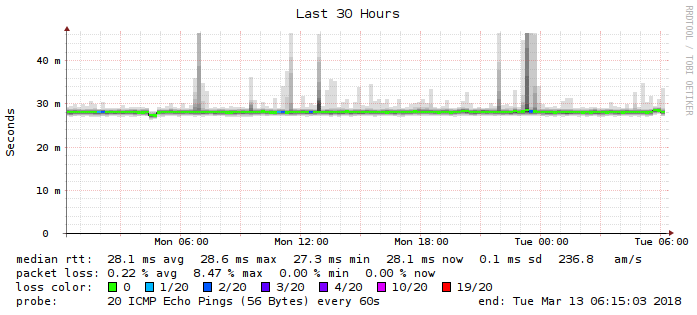 Last 30 Hours
RRDTOOL / TOBI OETIKER
Seconds
40 m
30 m
20 m
10 m
0
Mon 06:00 Mon 12:00 Mon 18:00 Tue 00:00 Tue 06:00
median rtt: 28.1 ms avg 28.6 ms max 27.3 ms min 28.1 ms now 0.1 ms sd 236.8 am/s
packet loss: 0.22 % avg 8.47 % max 0.00 % min 0.00 % now
loss color: 0 1/20 2/20 3/20 4/20 10/20 19/20
probe: 20 ICMP Echo Pings (56 Bytes) every 60s end: Tue Mar 13 06:15:03 2018